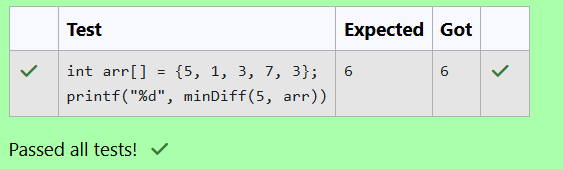 Test Expected Got
int arr[] = {5, 1, 3, 7, 3}; 6 6
printf("%d", minDiff(5, arr))
Passed all tests!